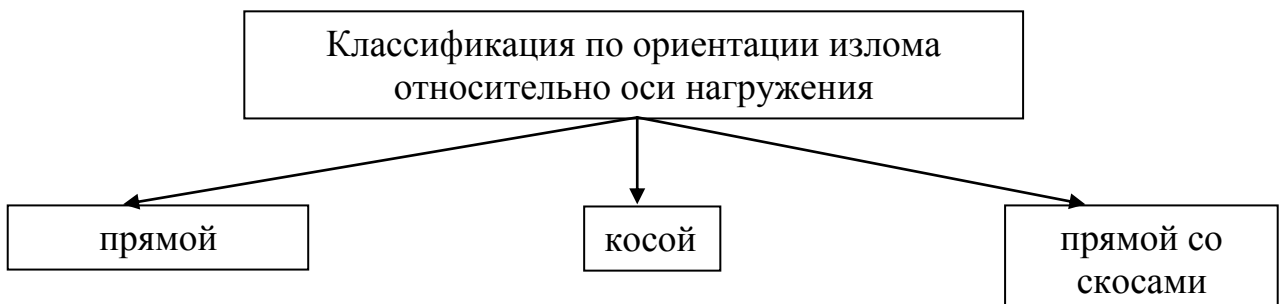 Классификация по ориентации излома
относительно оси нагружения
прямой
косой
прямой со
скосами